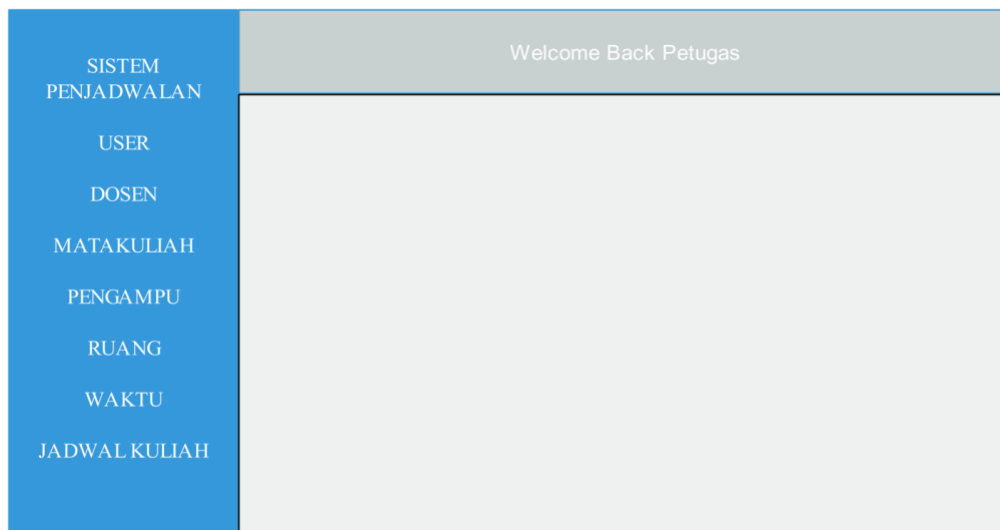 SISTEM
PENJADWALAN
USER
DOSEN
MATAKULIAH
PENGAMPU
RUANG
WAKTU
JADWAL KULIAH
Welcome Back Petugas